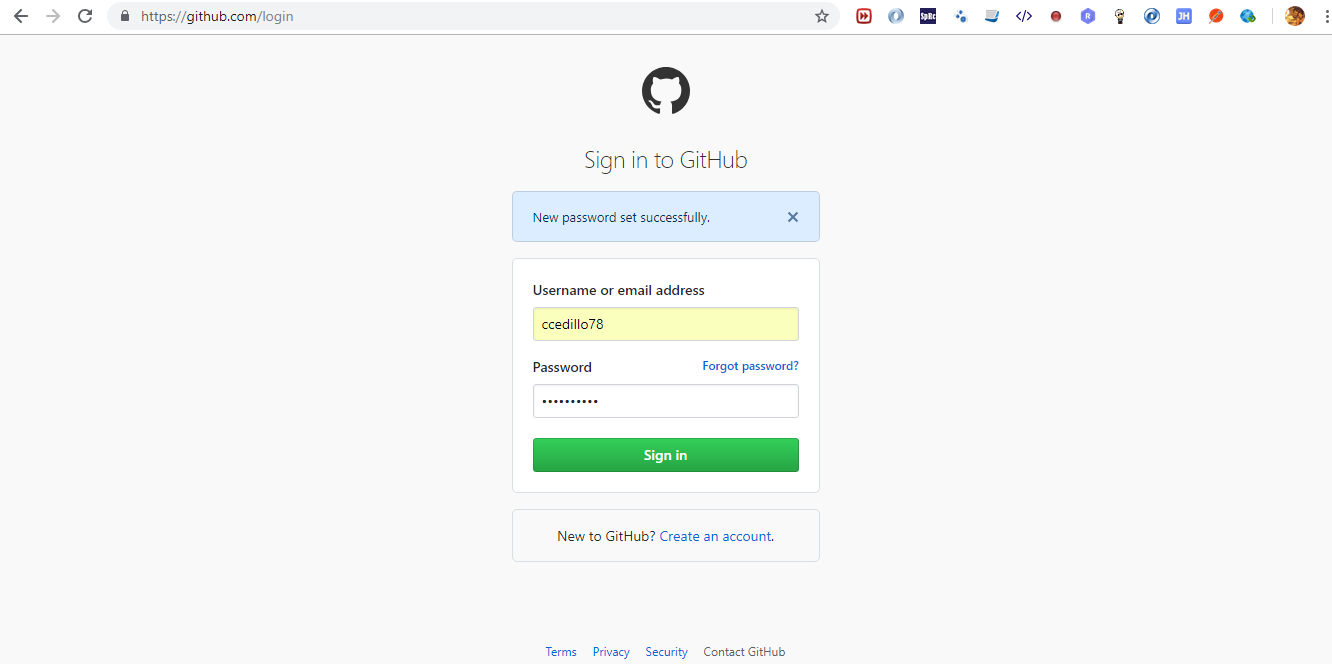 https://github.com/login
SpRc
</>
R
JH
Sign in to GitHub
New password set successfully.
Username or email address
ccedillo78
Password Forgot password?
••••••••••
Sign in
New to GitHub? Create an account.
Terms Privacy Security Contact GitHub